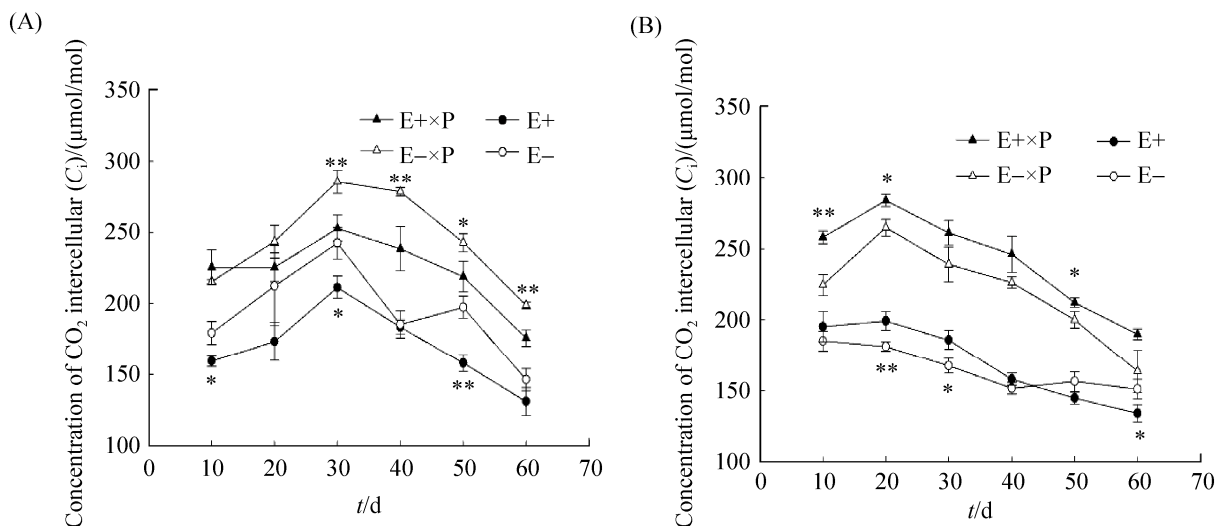 (A)
Concentration of CO₂ intercellular (Cᵢ)/(μmol/mol)
350
300
250
200
150
100
E+×P
E+
E−×P
E−
**
**
*
**
*
*
**
0
10
20
30
40
50
60
70
t/d
(B)
Concentration of CO₂ intercellular (Cᵢ)/(μmol/mol)
350
300
250
200
150
100
E+×P
E+
E−×P
E−
**
*
*
**
*
*
0
10
20
30
40
50
60
70
t/d